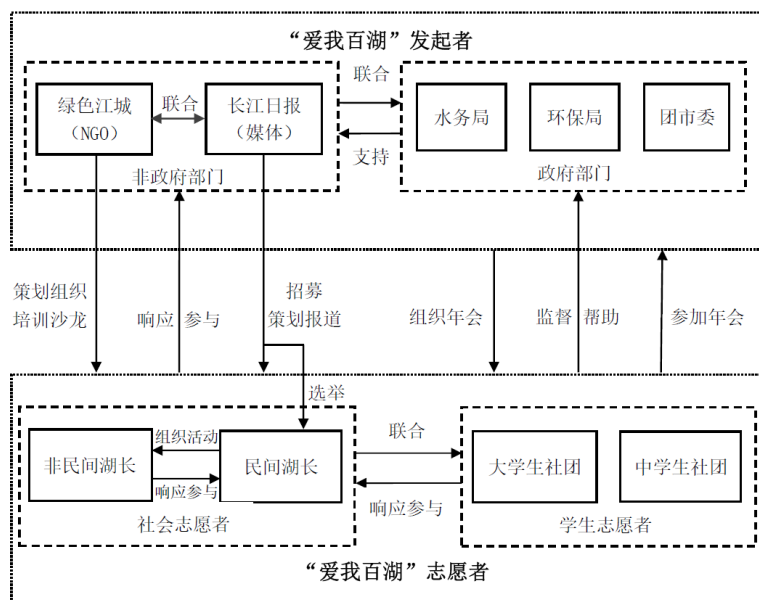 “爱我百湖”发起者
绿色江城
（NGO）
联合
长江日报
（媒体）
非政府部门
联合
支持
水务局
环保局
团市委
政府部门
策划组织
培训沙龙
响应 参与
招募
策划报道
选举
组织年会
监督 帮助
参加年会
非民间湖长
组织活动
响应参与
民间湖长
社会志愿者
联合
响应参与
大学生社团
中学生社团
学生志愿者
“爱我百湖”志愿者